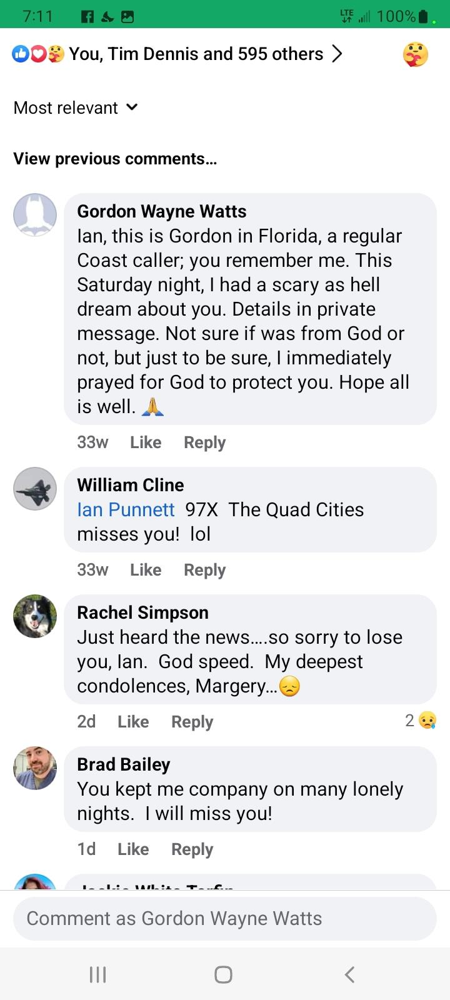 7:11
LTE 100%
You, Tim Dennis and 595 others
Most relevant
View previous comments...
Gordon Wayne Watts
Ian, this is Gordon in Florida, a regular
Coast caller; you remember me. This
Saturday night, I had a scary as hell
dream about you. Details in private
message. Not sure if was from God or
not, but just to be sure, I immediately
prayed for God to protect you. Hope all
is well. 🙏
33w Like Reply
William Cline
Ian Punnett  97X  The Quad Cities
misses you!  lol
33w Like Reply
Rachel Simpson
Just heard the news....so sorry to lose
you, Ian.  God speed.  My deepest
condolences, Margery...😞
2d Like Reply 2 😢
Brad Bailey
You kept me company on many lonely
nights.  I will miss you!
1d Like Reply
Comment as Gordon Wayne Watts